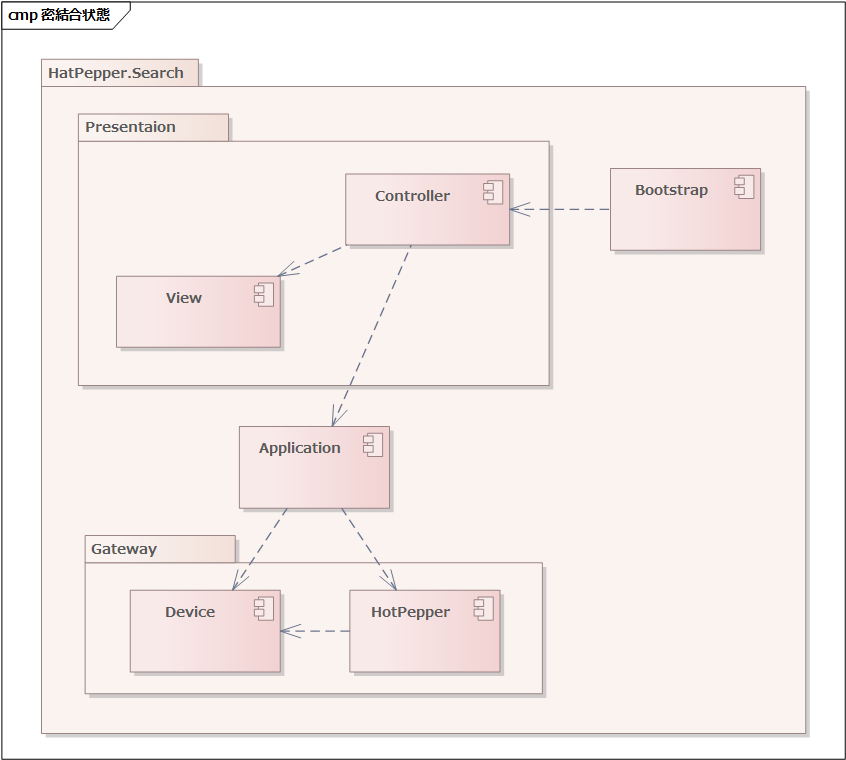 cmp 密結合状態
HatPepper.Search
Presentaion
Controller
Bootstrap
View
Application
Gateway
Device
HotPepper